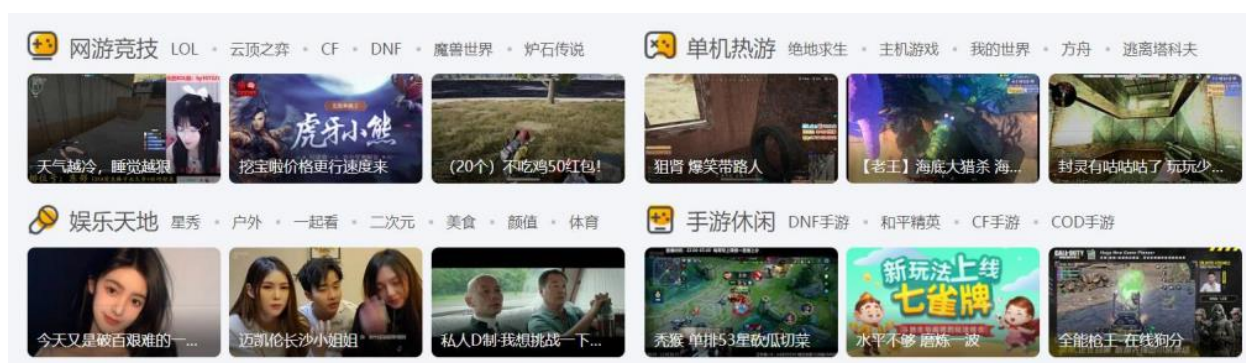 网游竞技 LOL • 云顶之弈 • CF • DNF • 魔兽世界 • 炉石传说
天气越冷，睡觉越狠
虎牙小熊
挖宝啦价格更行速度来
（20个）不吃鸡50红包！
单机热游 绝地求生 • 主机游戏 • 我的世界 • 方舟 • 逃离塔科夫
狙肾 爆笑带路人
【老王】海底大猎杀 海...
封灵有咕咕咕了 玩玩少...
娱乐天地 星秀 • 户外 • 一起看 • 二次元 • 美食 • 颜值 • 体育
今天又是破百艰难的一...
迈凯伦长沙小姐姐
私人D制·我想挑战一下...
手游休闲 DNF手游 • 和平精英 • CF手游 • COD手游
秃猴 单排53星砍瓜切菜
新玩法上线
七雀牌
水平不够 磨炼一波
全能枪王 在线狗分